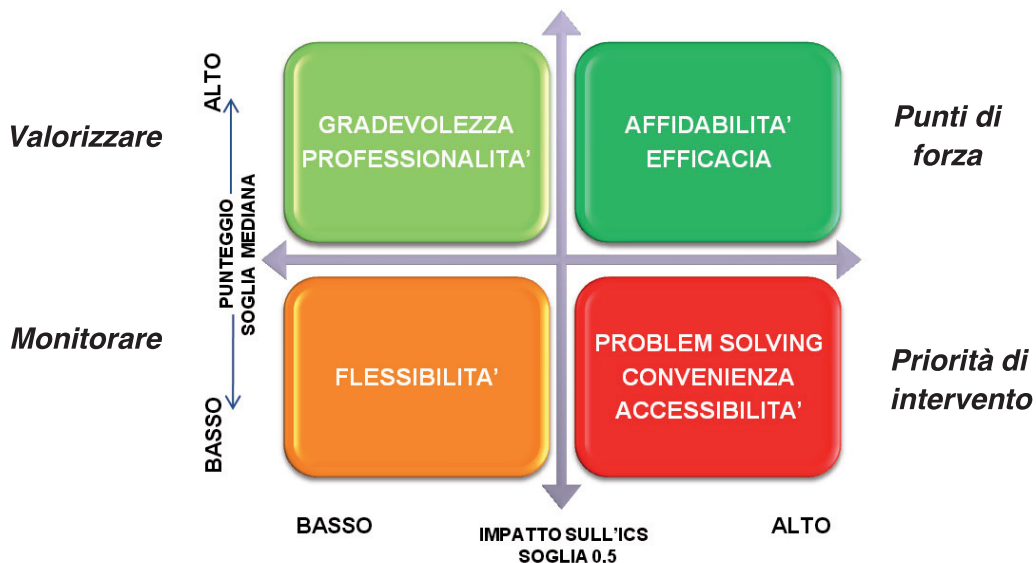 Valorizzare
ALTO
GRADEVOLEZZA
PROFESSIONALITA’
AFFIDABILITA’
EFFICACIA
Punti di
forza
PUNTEGGIO
SOGLIA MEDIANA
Monitorare
BASSO
FLESSIBILITA’
PROBLEM SOLVING
CONVENIENZA
ACCESSIBILITA’
Priorità di
intervento
BASSO
IMPATTO SULL’ICS
SOGLIA 0.5
ALTO